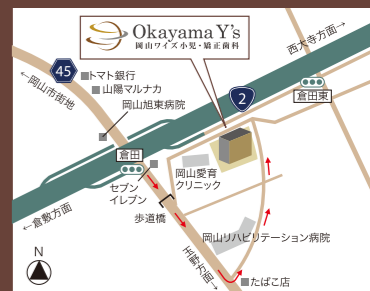 Okayama Y's
岡山ワイズ小児・矯正歯科
西大寺方面→
45
←岡山市街地
トマト銀行
山陽マルナカ
岡山旭東病院
2
倉田東
倉田
セブン
イレブン
岡山愛育
クリニック
←倉敷方面
歩道橋
岡山リハビリテーション病院
玉野方面→
N
たばこ店